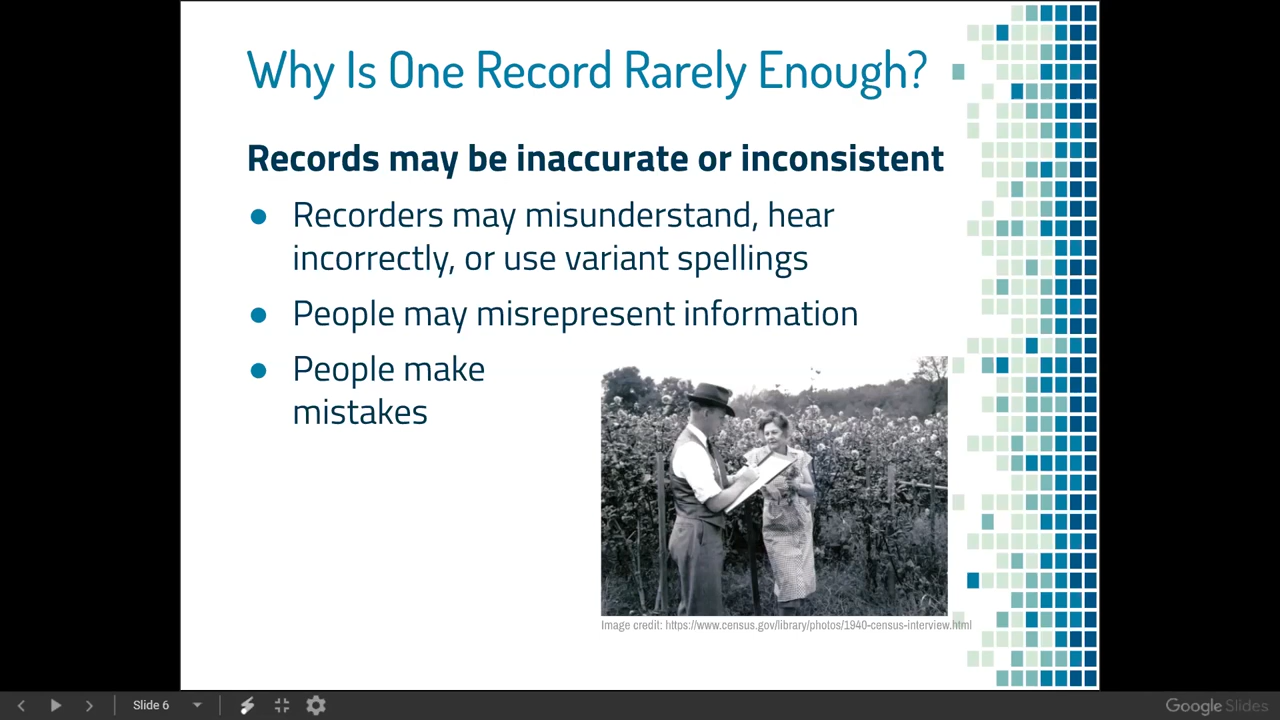 Why Is One Record Rarely Enough?
Records may be inaccurate or inconsistent
● Recorders may misunderstand, hear
incorrectly, or use variant spellings
● People may misrepresent information
● People make
mistakes
Image credit: https://www.census.gov/library/photos/1940-census-interview.html
Slide 6
Google Slides